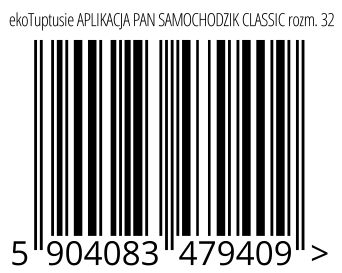 ekoTuptusie APLIKACJA PAN SAMOCHODZIK CLASSIC rozm. 32
5 904083 479409 >